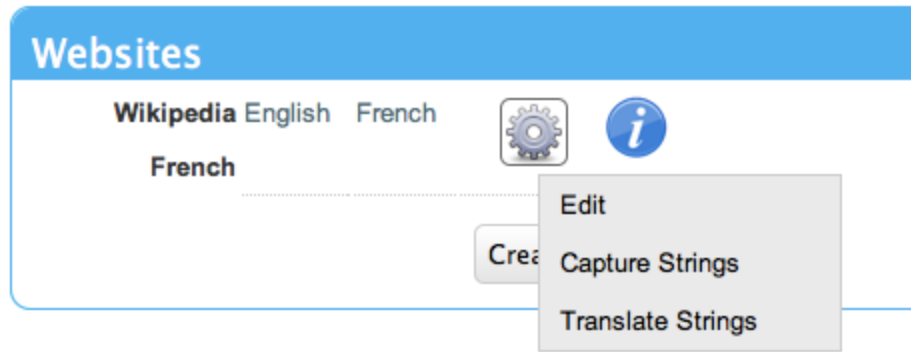 Websites
Wikipedia English French
French
Edit
Capture Strings
Translate Strings